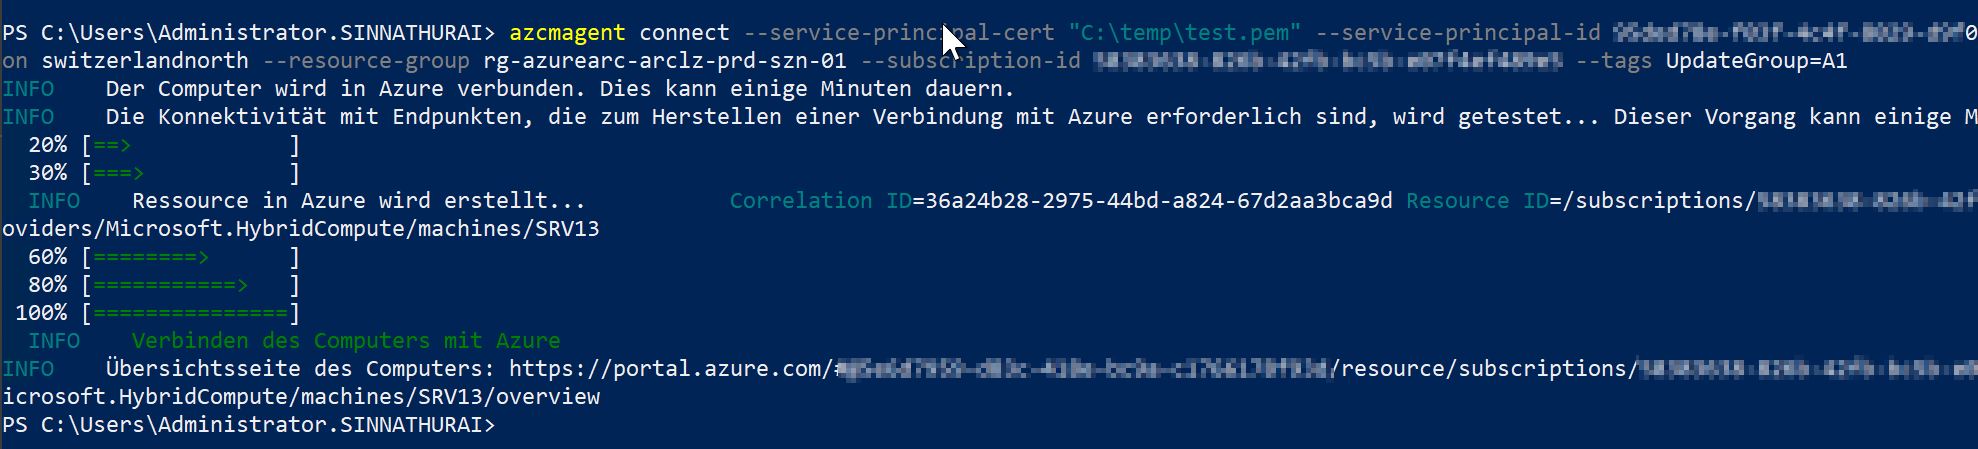 PS C:\Users\Administrator.SINNATHURAI> azcmagent connect --service-principal-cert "C:\temp\test.pem" --service-principal-id
on switzerlandnorth --resource-group rg-azurearc-arclz-prd-szn-01 --subscription-id --tags UpdateGroup=A1
INFO Der Computer wird in Azure verbunden. Dies kann einige Minuten dauern.
INFO Die Konnektivität mit Endpunkten, die zum Herstellen einer Verbindung mit Azure erforderlich sind, wird getestet... Dieser Vorgang kann einige M
20% [==> ]
30% [===> ]
INFO Ressource in Azure wird erstellt... Correlation ID=36a24b28-2975-44bd-a824-67d2aa3bca9d Resource ID=/subscriptions/
oviders/Microsoft.HybridCompute/machines/SRV13
60% [========> ]
80% [===========> ]
100% [===============]
INFO Verbinden des Computers mit Azure
INFO Übersichtsseite des Computers: https://portal.azure.com/ /resource/subscriptions/
icrosoft.HybridCompute/machines/SRV13/overview
PS C:\Users\Administrator.SINNATHURAI>